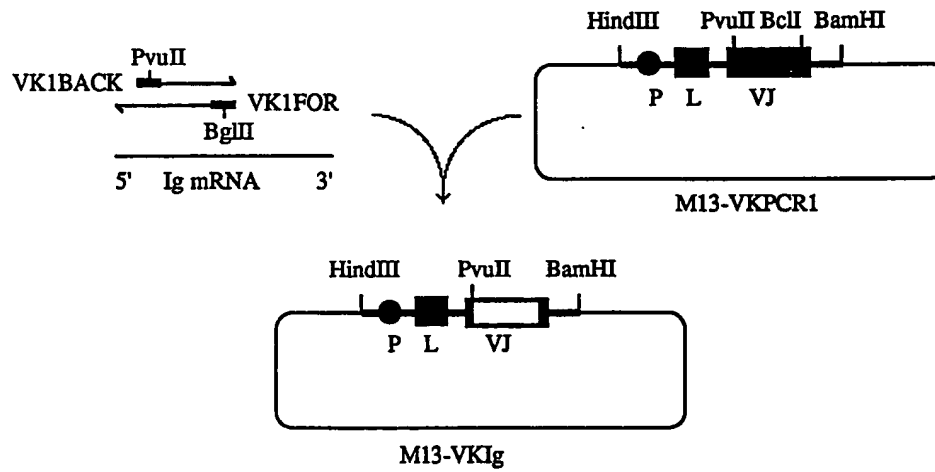 PvuII
VK1BACK
VK1FOR
BglII
5' Ig mRNA 3'
HindIII PvuII BclI BamHI
P L VJ
M13-VKPCR1
HindIII PvuII BamHI
P L VJ
M13-VKIg